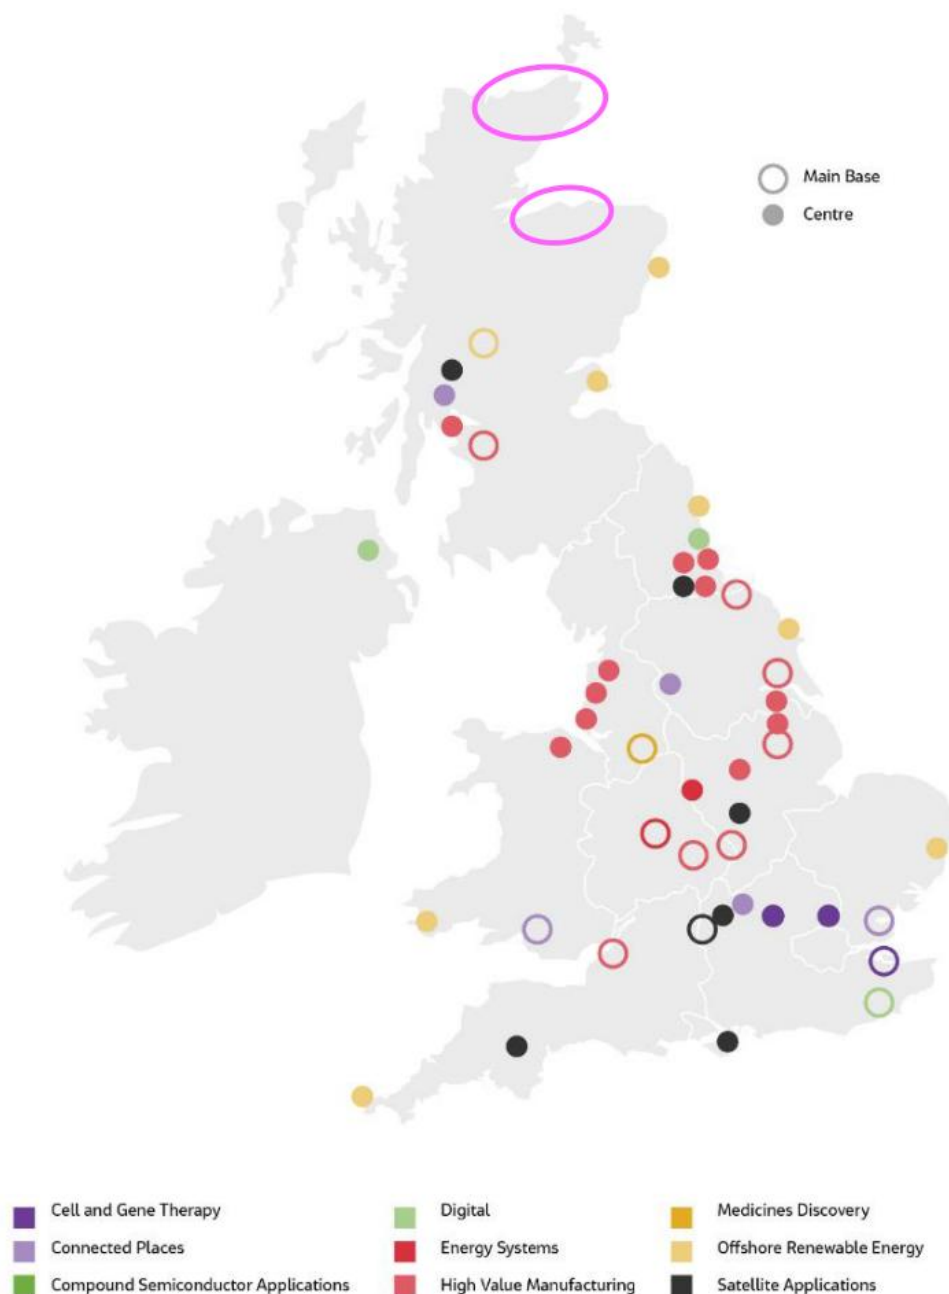 Main Base
Centre
Cell and Gene Therapy
Digital
Medicines Discovery
Connected Places
Energy Systems
Offshore Renewable Energy
Compound Semiconductor Applications
High Value Manufacturing
Satellite Applications